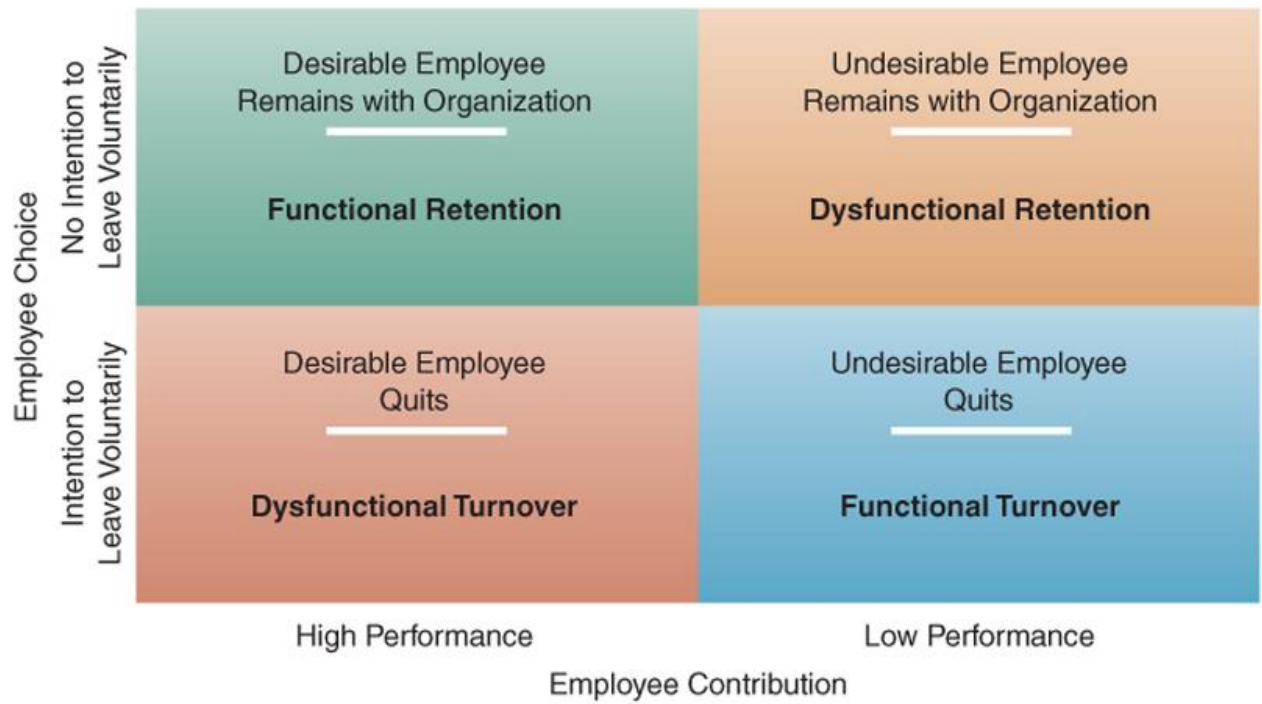 Employee Choice
No Intention to
Leave Voluntarily
Desirable Employee
Remains with Organization
Functional Retention
Undesirable Employee
Remains with Organization
Dysfunctional Retention
Intention to
Leave Voluntarily
Desirable Employee
Quits
Dysfunctional Turnover
Undesirable Employee
Quits
Functional Turnover
High Performance
Low Performance
Employee Contribution